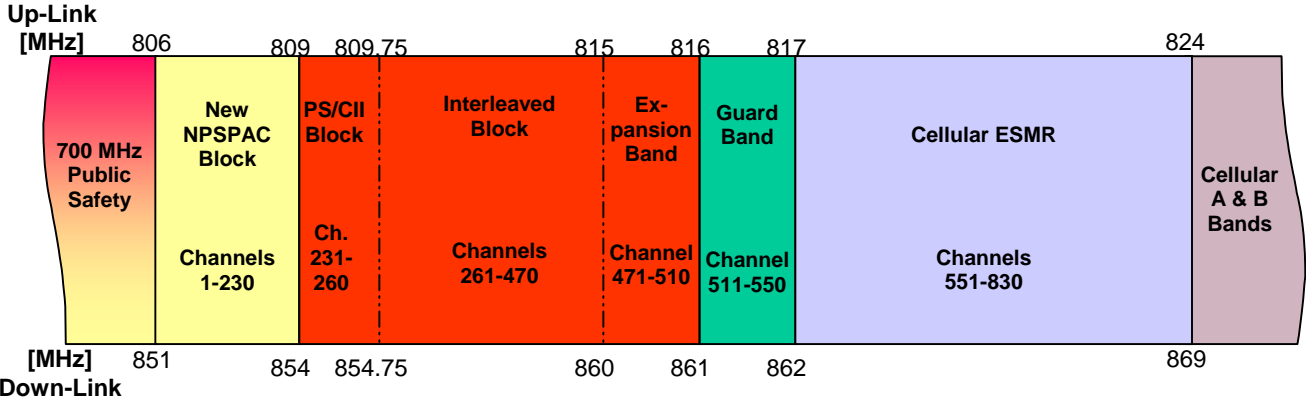 Up-Link
[MHz]
806
809
809.75
815
816
817
824
700 MHz
Public
Safety
New
NPSPAC
Block
Channels
1-230
PS/CII
Block
Ch.
231-
260
Interleaved
Block
Channels
261-470
Ex-
pansion
Band
Channel
471-510
Guard
Band
Channel
511-550
Cellular ESMR
Channels
551-830
Cellular
A & B
Bands
[MHz]
Down-Link
851
854
854.75
860
861
862
869